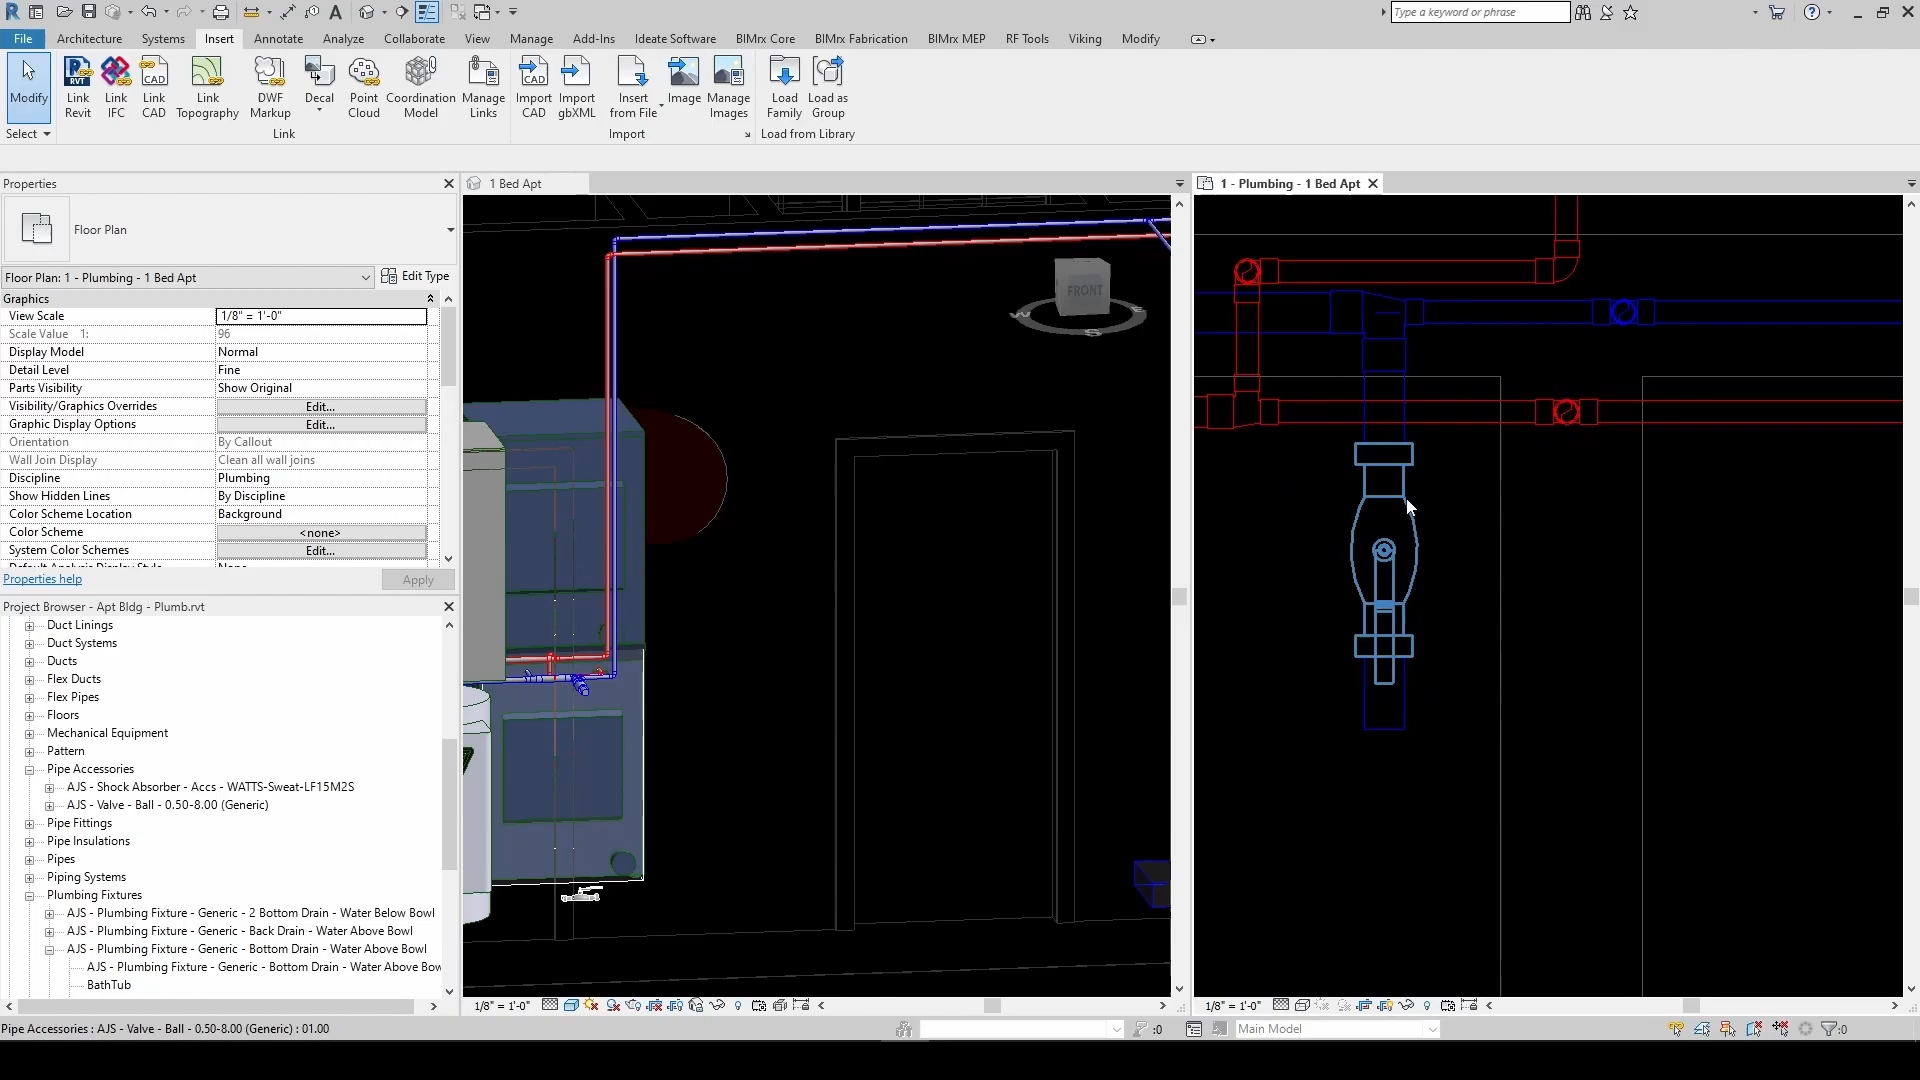 Type a keyword or phrase
File Architecture Systems Insert Annotate Analyze Collaborate View Manage Add-Ins Ideate Software BIMrx Core BIMrx Fabrication BIMrx MEP RF Tools Viking Modify
Modify
Link Revit
Link IFC
Link CAD
Link Topography
DWF Markup
Decal
Point Cloud
Coordination Model
Manage Links
Import CAD
Import gbXML
Insert from File
Image
Manage Images
Load Family
Load as Group
Select
Link
Import
Load from Library
Properties
1 Bed Apt
1 - Plumbing - 1 Bed Apt
Floor Plan
Floor Plan: 1 - Plumbing - 1 Bed Apt
Edit Type
Graphics
View Scale 1/8" = 1'-0"
Scale Value 1: 96
Display Model Normal
Detail Level Fine
Parts Visibility Show Original
Visibility/Graphics Overrides Edit...
Graphic Display Options Edit...
Orientation By Callout
Wall Join Display Clean all wall joins
Discipline Plumbing
Show Hidden Lines By Discipline
Color Scheme Location Background
Color Scheme <none>
System Color Schemes Edit...
Properties help
Apply
Project Browser - Apt Bldg - Plumb.rvt
Duct Linings
Duct Systems
Ducts
Flex Ducts
Flex Pipes
Floors
Mechanical Equipment
Pattern
Pipe Accessories
AJS - Shock Absorber - Accs - WATTS-Sweat-LF15M2S
AJS - Valve - Ball - 0.50-8.00 (Generic)
Pipe Fittings
Pipe Insulations
Pipes
Piping Systems
Plumbing Fixtures
AJS - Plumbing Fixture - Generic - 2 Bottom Drain - Water Below Bowl
AJS - Plumbing Fixture - Generic - Back Drain - Water Above Bowl
AJS - Plumbing Fixture - Generic - Bottom Drain - Water Above Bowl
AJS - Plumbing Fixture - Generic - Bottom Drain - Water Above Bow
BathTub
FRONT
W
S
1/8" = 1'-0"
1/8" = 1'-0"
Pipe Accessories : AJS - Valve - Ball - 0.50-8.00 (Generic) : 01.00
:0
Main Model
:0